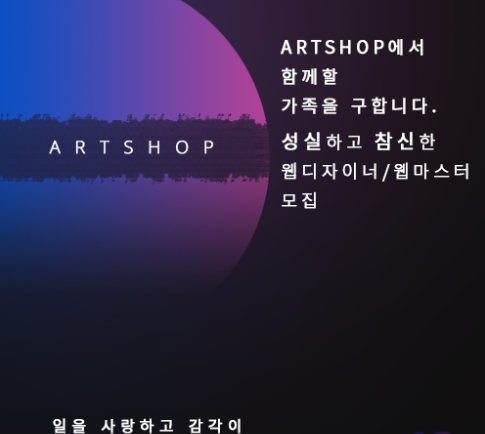 ARTSHOP에서
함께할
가족을 구합니다.
성실하고 참신한
웹디자이너/웹마스터
모집
ARTSHOP
일을 사랑하고 감각이